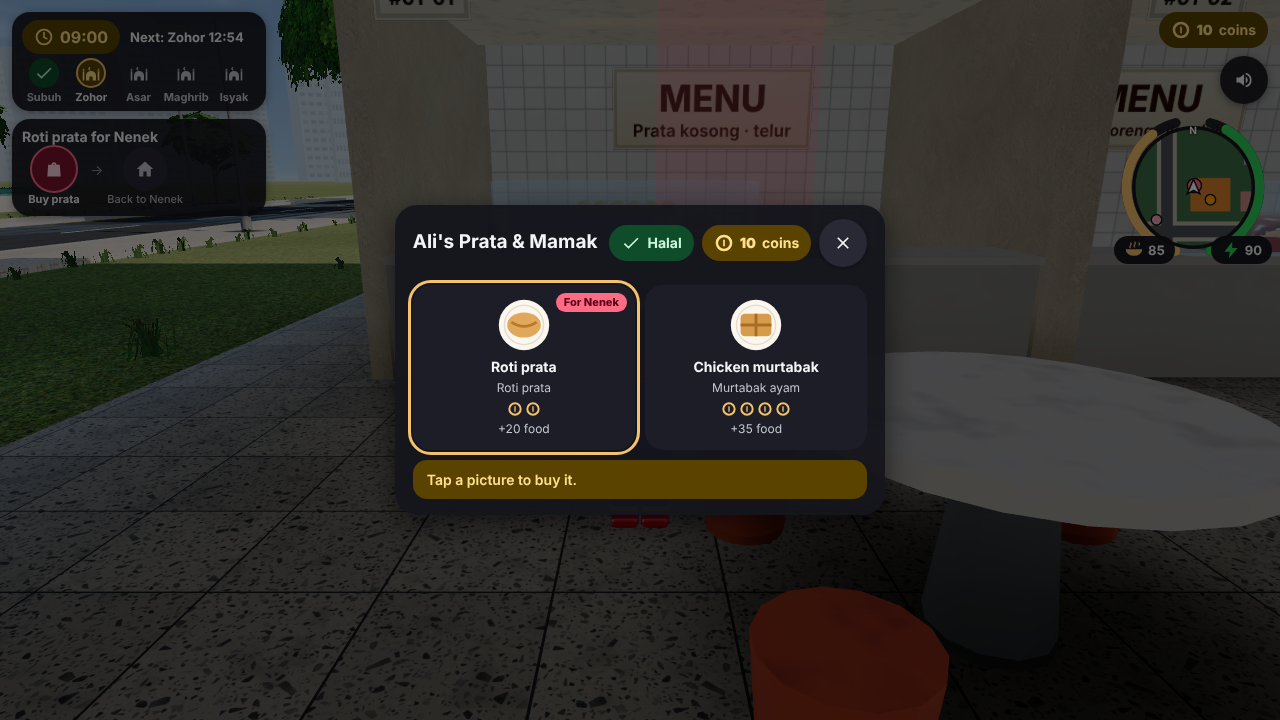 09:00 Next: Zohor 12:54
Subuh Zohor Asar Maghrib Isyak
Roti prata for Nenek
Buy prata → Back to Nenek
MENU
Prata kosong · telur
MENU
10 coins
N
85 90
Ali's Prata & Mamak Halal 10 coins
For Nenek
Roti prata
Roti prata
+20 food
Chicken murtabak
Murtabak ayam
+35 food
Tap a picture to buy it.